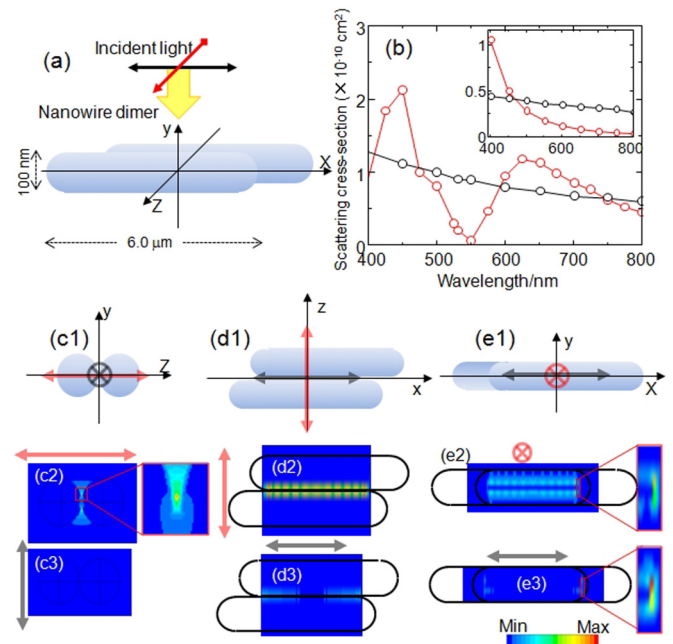 (a)
Incident light
Nanowire dimer
y
X
Z
100 nm
6.0 μm
(b)
Scattering cross-section (×10⁻¹⁰ cm²)
3
2
1
0
400 500 600 700 800
Wavelength/nm
1
0.5
0
400 500 600 700 800
(c1)
y
Z
(d1)
z
x
(e1)
y
X
(c2)
(d2)
(e2)
(c3)
(d3)
(e3)
Min Max